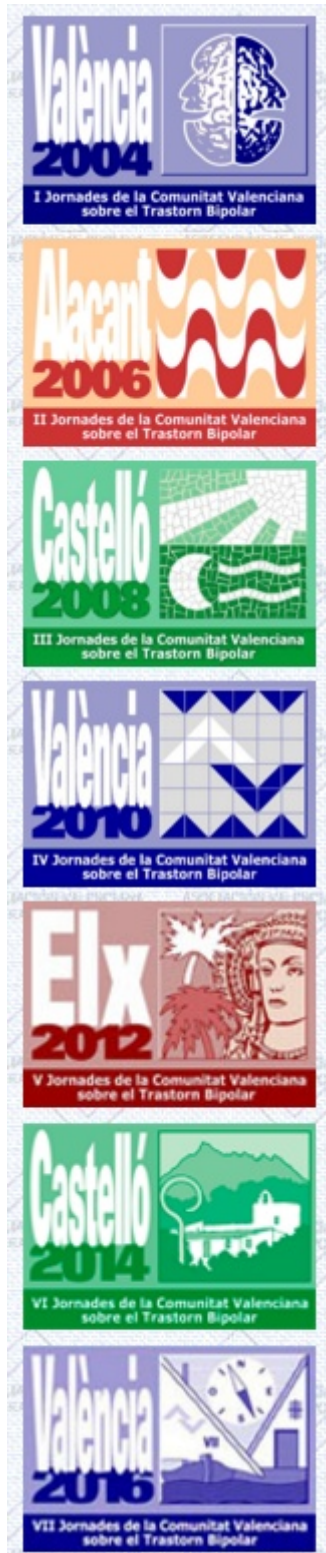 València
2004
I Jornades de la Comunitat Valenciana
sobre el Trastorn Bipolar
Alacant
2006
II Jornades de la Comunitat Valenciana
sobre el Trastorn Bipolar
Castelló
2008
III Jornades de la Comunitat Valenciana
sobre el Trastorn Bipolar
València
2010
IV Jornades de la Comunitat Valenciana
sobre el Trastorn Bipolar
Elx
2012
V Jornades de la Comunitat Valenciana
sobre el Trastorn Bipolar
Castelló
2014
VI Jornades de la Comunitat Valenciana
sobre el Trastorn Bipolar
València
2016
VII
VII Jornades de la Comunitat Valenciana
sobre el Trastorn Bipolar